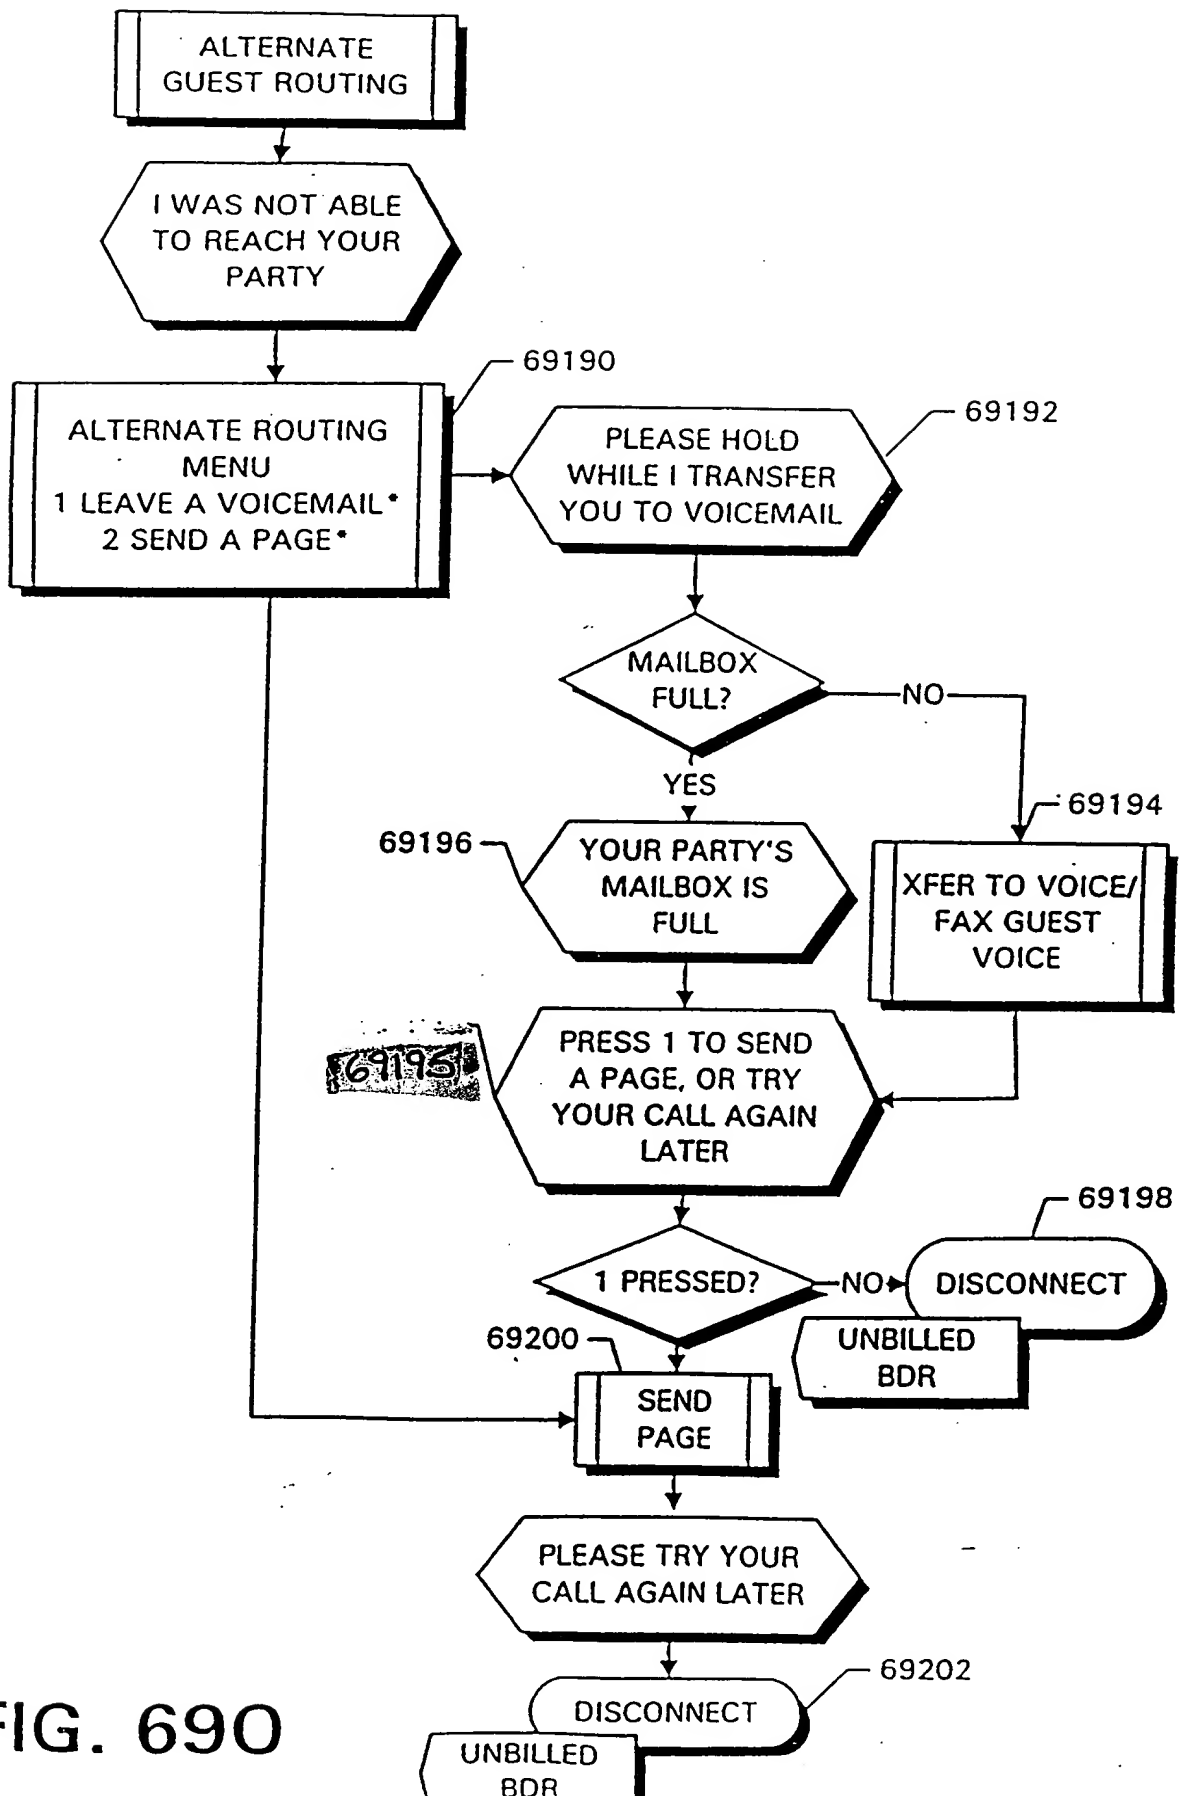 ALTERNATE
GUEST ROUTING
I WAS NOT ABLE
TO REACH YOUR
PARTY
69190
ALTERNATE ROUTING
MENU
1 LEAVE A VOICEMAIL*
2 SEND A PAGE*
69192
PLEASE HOLD
WHILE I TRANSFER
YOU TO VOICEMAIL
MAILBOX
FULL?
NO
YES
69194
69196
YOUR PARTY'S
MAILBOX IS
FULL
XFER TO VOICE/
FAX GUEST
VOICE
69195
PRESS 1 TO SEND
A PAGE, OR TRY
YOUR CALL AGAIN
LATER
69198
1 PRESSED?
NO
DISCONNECT
UNBILLED
BDR
69200
SEND
PAGE
PLEASE TRY YOUR
CALL AGAIN LATER
69202
DISCONNECT
UNBILLED
BDR
FIG. 690